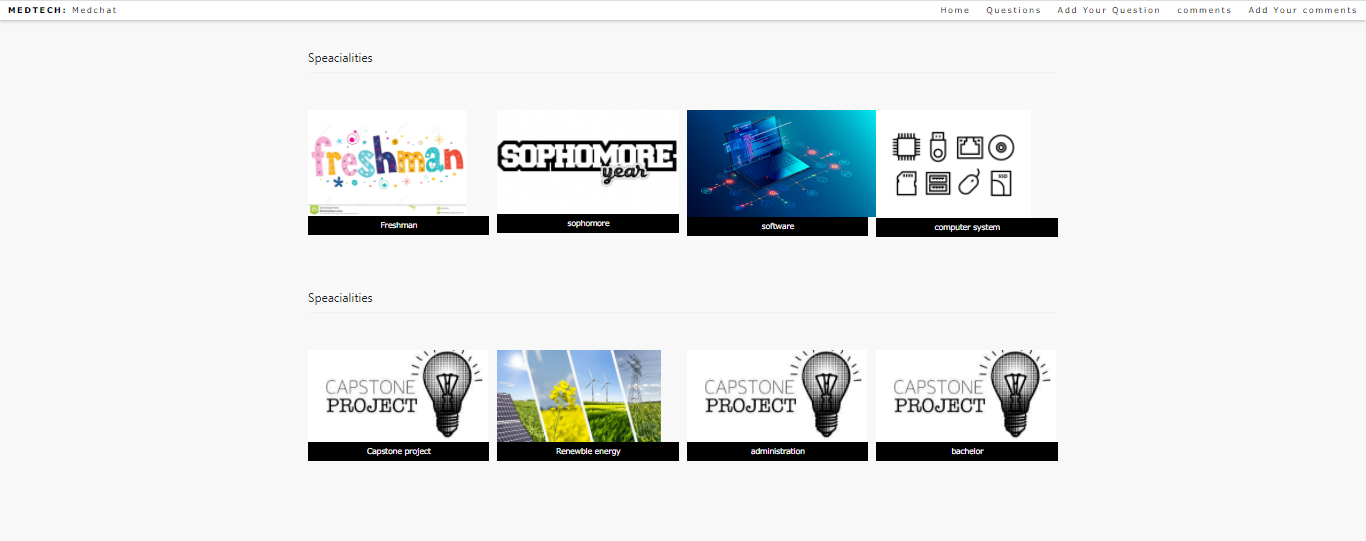 MEDTECH: Medchat
Home Questions Add Your Question comments Add Your comments
Speacialities
freshman
SOPHOMORE
year
SSD
Freshman
sophomore
software
computer system
Speacialities
CAPSTONE
PROJECT
CAPSTONE
PROJECT
CAPSTONE
PROJECT
Capstone project
Renewble energy
administration
bachelor